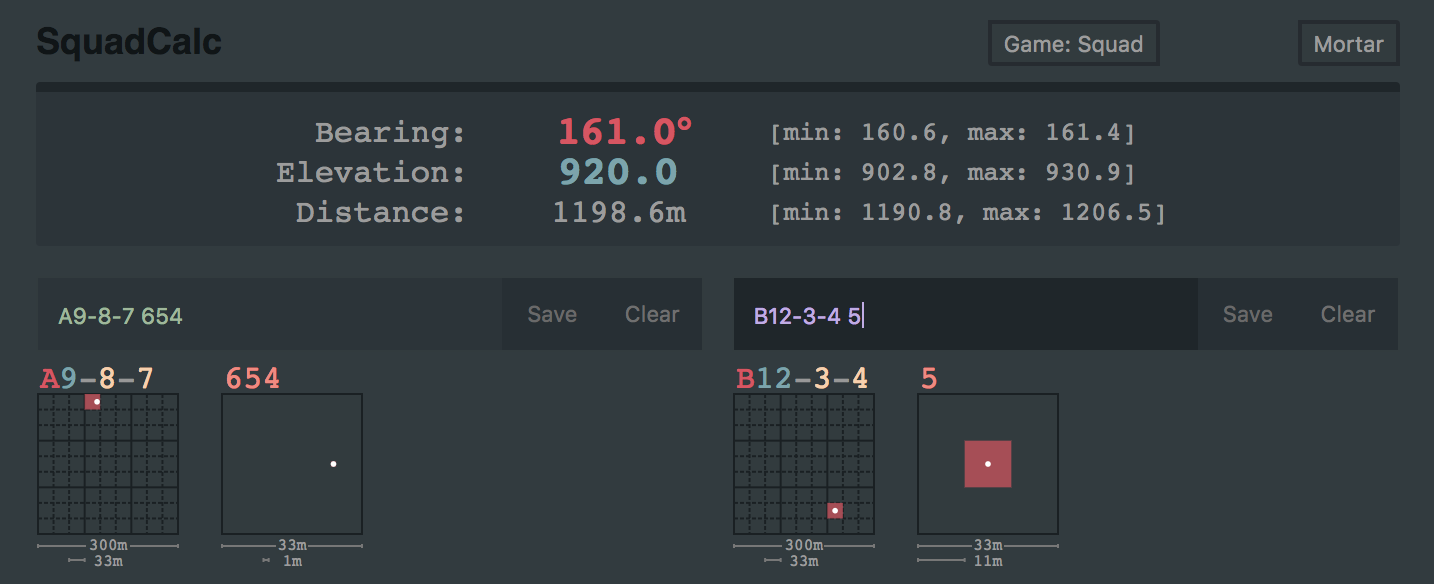 SquadCalc Game: Squad Mortar
Bearing: 161.0° [min: 160.6, max: 161.4]
Elevation: 920.0 [min: 902.8, max: 930.9]
Distance: 1198.6m [min: 1190.8, max: 1206.5]
A9-8-7 654 Save Clear B12-3-4 5 Save Clear
A9-8-7 654 B12-3-4 5
300m 33m 300m 33m
33m 1m 33m 11m